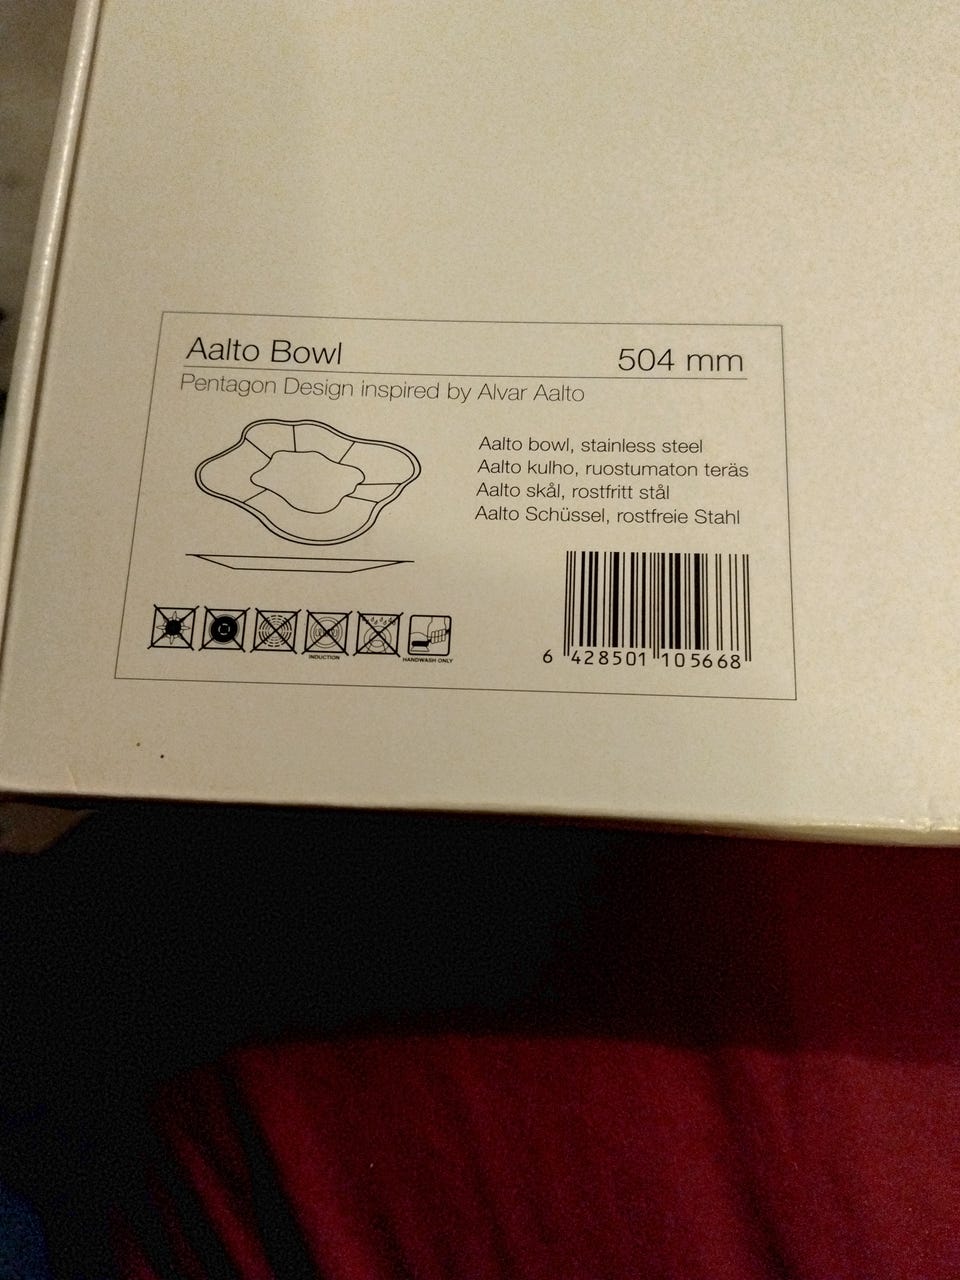 Aalto Bowl 504 mm
Pentagon Design inspired by Alvar Aalto
Aalto bowl, stainless steel
Aalto kulho, ruostumaton teräs
Aalto skål, rostfritt stål
Aalto Schüssel, rostfreie Stahl
INDUCTION
HANDWASH ONLY
6 428501 105668